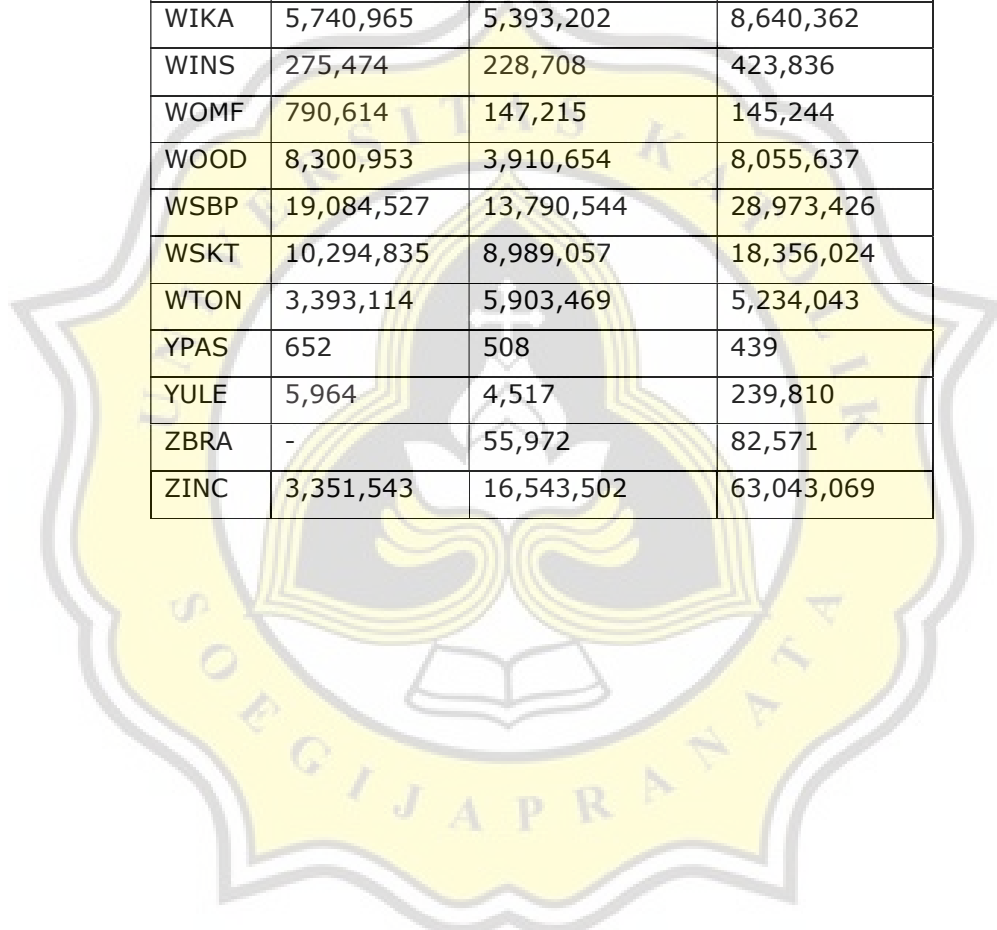 WIKA 5,740,965 5,393,202 8,640,362
WINS 275,474 228,708 423,836
WOMF 790,614 147,215 145,244
WOOD 8,300,953 3,910,654 8,055,637
WSBP 19,084,527 13,790,544 28,973,426
WSKT 10,294,835 8,989,057 18,356,024
WTON 3,393,114 5,903,469 5,234,043
YPAS 652 508 439
YULE 5,964 4,517 239,810
ZBRA - 55,972 82,571
ZINC 3,351,543 16,543,502 63,043,069
UNIVERSITAS KATOLIK
SOEGIJAPRANATA